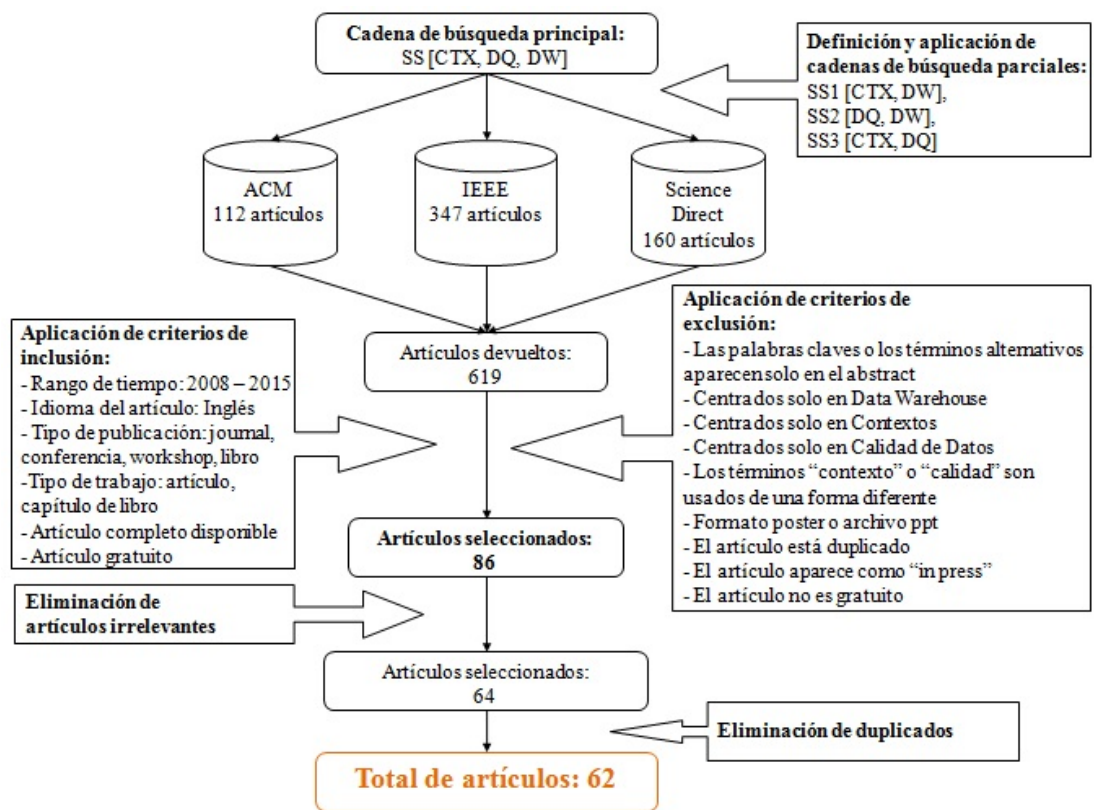 Cadena de búsqueda principal:
SS [CTX, DQ, DW]
Definición y aplicación de
cadenas de búsqueda parciales:
SS1 [CTX, DW],
SS2 [DQ, DW],
SS3 [CTX, DQ]
ACM
112 artículos
IEEE
347 artículos
Science
Direct
160 artículos
Aplicación de criterios de
inclusión:
- Rango de tiempo: 2008 – 2015
- Idioma del artículo: Inglés
- Tipo de publicación: journal,
conferencia, workshop, libro
-Tipo de trabajo: artículo,
capítulo de libro
- Artículo completo disponible
- Artículo gratuito
Artículos devueltos:
619
Aplicación de criterios de
exclusión:
- Las palabras claves o los términos alternativos
aparecen solo en el abstract
- Centrados solo en Data Warehouse
- Centrados solo en Contextos
- Centrados solo en Calidad de Datos
- Los términos “contexto” o “calidad” son
usados de una forma diferente
- Formato poster o archivo ppt
- El artículo está duplicado
- El artículo aparece como “in press”
- El artículo no es gratuito
Artículos seleccionados:
86
Eliminación de
artículos irrelevantes
Artículos seleccionados:
64
Eliminación de duplicados
Total de artículos: 62